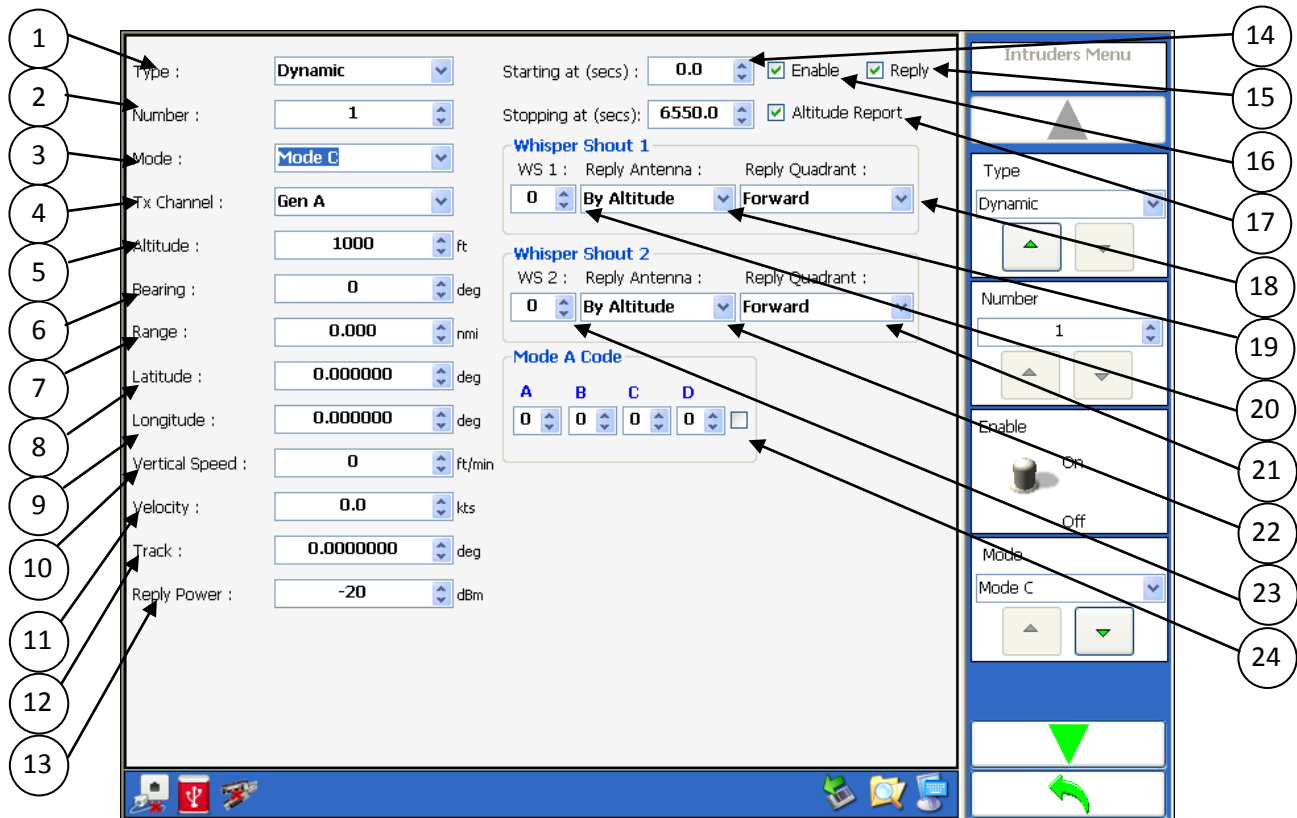 1
2
3
4
5
6
7
8
9
10
11
12
13
Type : Dynamic
Number : 1
Mode : Mode C
Tx Channel : Gen A
Altitude : 1000 ft
Bearing : 0 deg
Range : 0.000 nmi
Latitude : 0.000000 deg
Longitude : 0.000000 deg
Vertical Speed : 0 ft/min
Velocity : 0.0 kts
Track : 0.0000000 deg
Reply Power : -20 dBm
Starting at (secs) : 0.0 Enable Reply
Stopping at (secs): 6550.0 Altitude Report
Whisper Shout 1
WS 1 : Reply Antenna : Reply Quadrant :
0 By Altitude Forward
Whisper Shout 2
WS 2 : Reply Antenna : Reply Quadrant :
0 By Altitude Forward
Mode A Code
A B C D
0 0 0 0
Intruders Menu
Type
Dynamic
Number
1
Enable
On
Off
Mode
Mode C
14
15
16
17
18
19
20
21
22
23
24